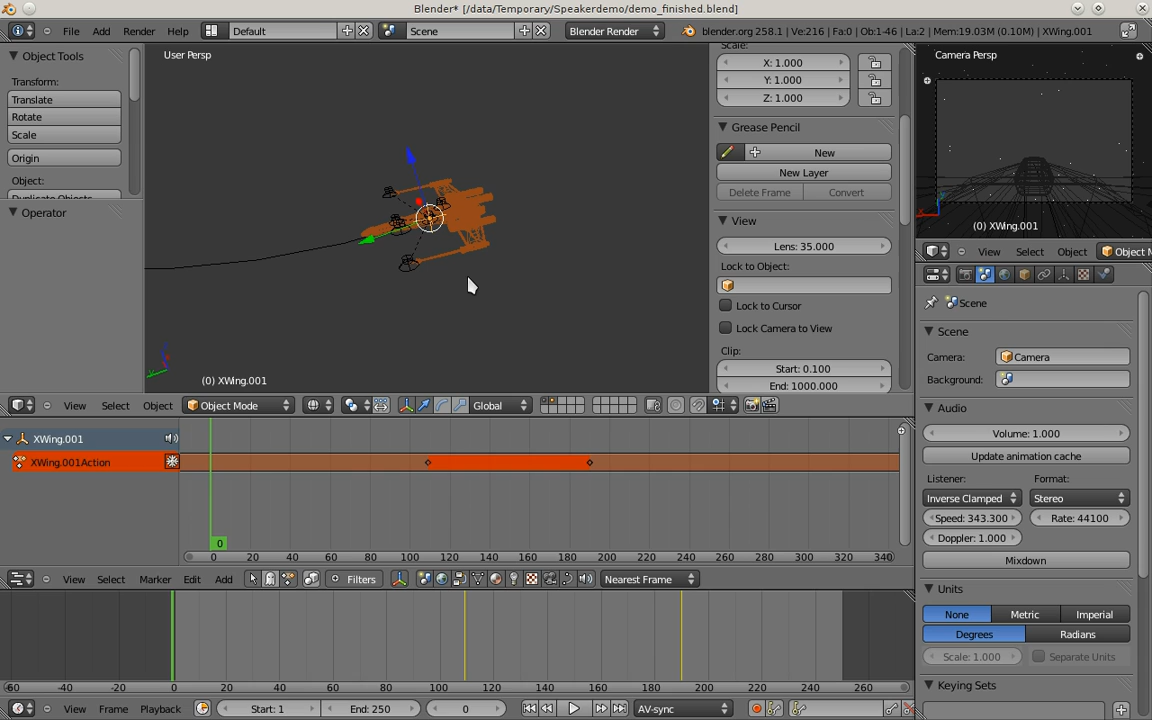 Blender* [/data/Temporary/Speakerdemo/demo_finished.blend]
File Add Render Help Default Scene Blender Render blender.org 258.1 | Ve:216 | Fa:0 | Ob:1-46 | La:2 | Mem:19.03M (0.10M) | XWing.001
Object Tools
Transform:
Translate
Rotate
Scale
Origin
Object:
Duplicate Objects
Operator
User Persp
(0) XWing.001
Scale:
X: 1.000
Y: 1.000
Z: 1.000
Grease Pencil
New
New Layer
Delete Frame Convert
View
Lens: 35.000
Lock to Object:
Lock to Cursor
Lock Camera to View
Clip:
Start: 0.100
End: 1000.000
Camera Persp
(0) XWing.001
View Select Object Object M
Scene
Scene
Camera: Camera
Background:
Audio
Volume: 1.000
Update animation cache
Listener: Format:
Inverse Clamped Stereo
Speed: 343.300 Rate: 44100
Doppler: 1.000
Mixdown
Units
None Metric Imperial
Degrees Radians
Scale: 1.000 Separate Units
Keying Sets
View Select Object Object Mode Global
XWing.001
XWing.001Action
0
0 20 40 60 80 100 120 140 160 180 200 220 240 260 280 300 320 340
View Select Marker Edit Add Filters Nearest Frame
-60 -40 -20 0 20 40 60 80 100 120 140 160 180 200 220 240 260
View Frame Playback Start: 1 End: 250 0 AV-sync